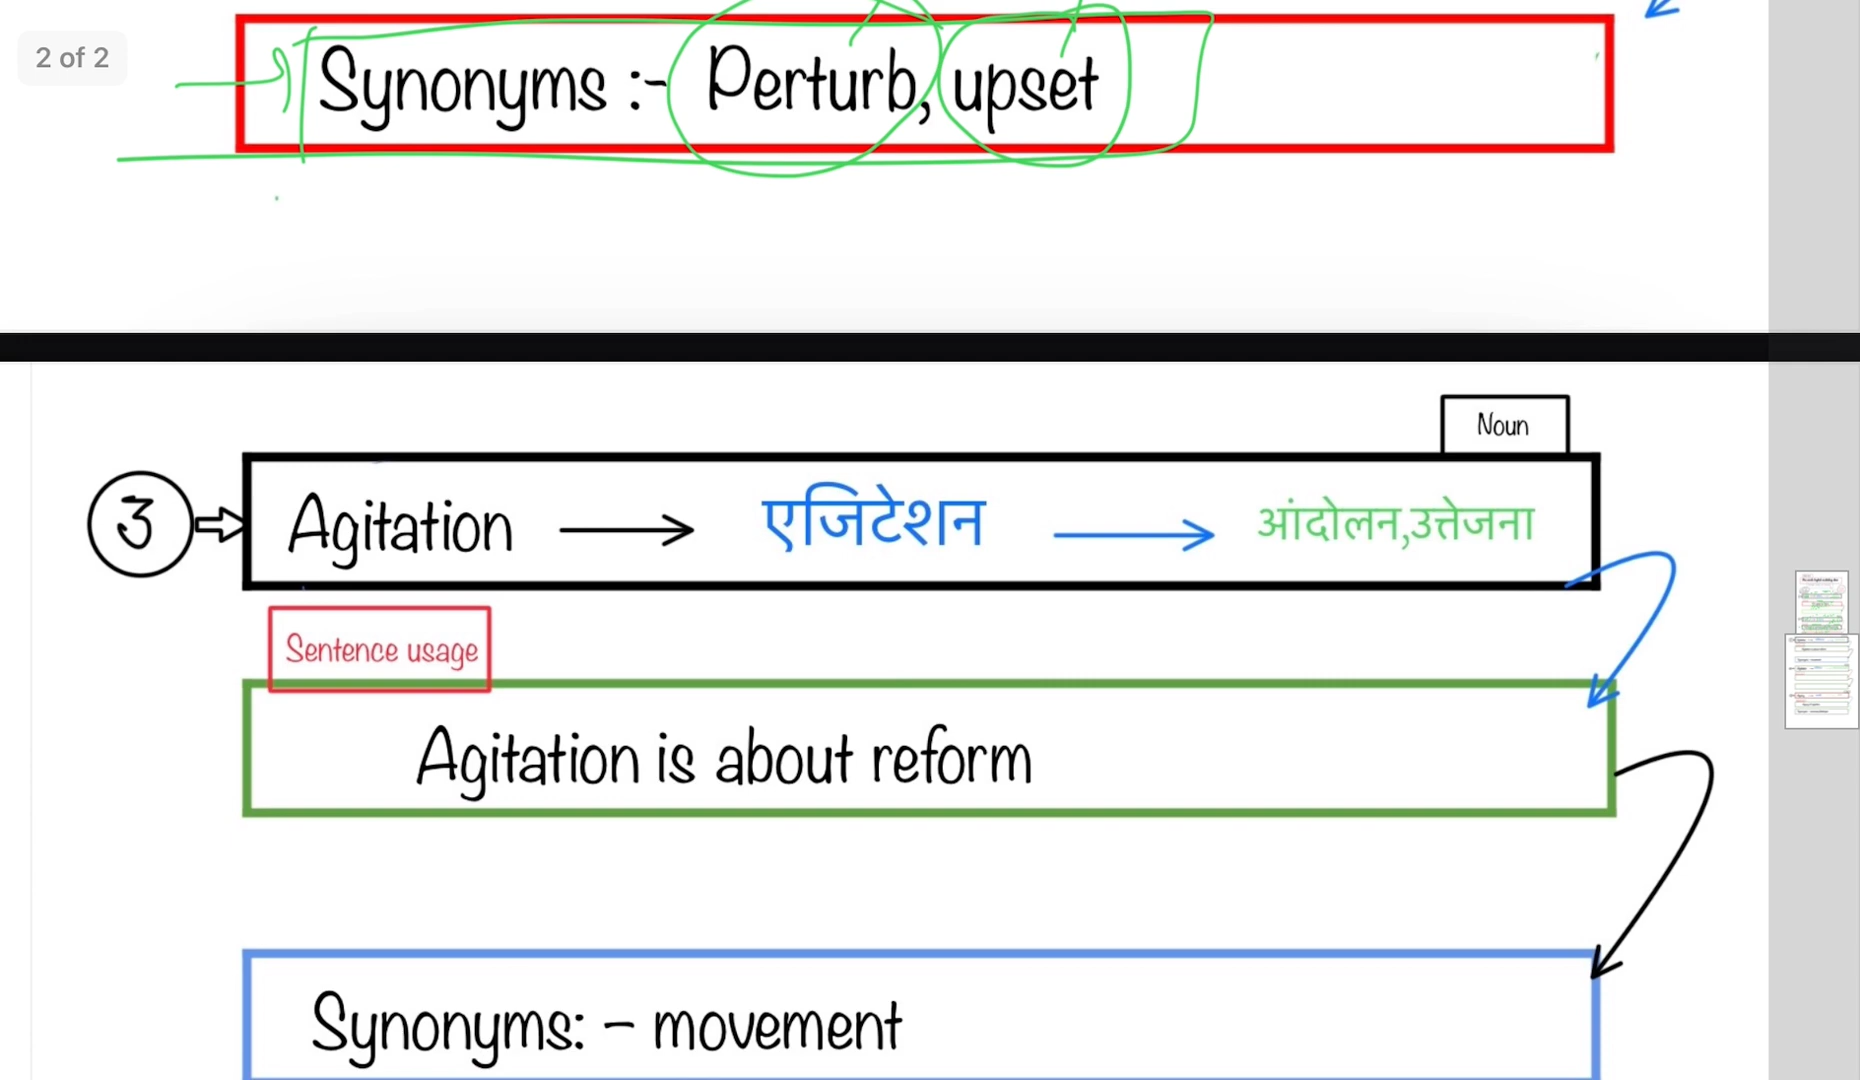 2 of 2
Synonyms :- Perturb, upset
Noun
3 Agitation एजिटेशन आंदोलन,उत्तेजना
Sentence usage
Agitation is about reform
Synonyms: - movement